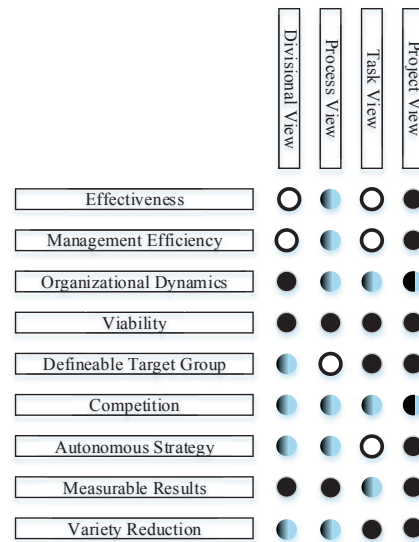 Divisional View
Process View
Task View
Project View
Effectiveness
Management Efficiency
Organizational Dynamics
Viability
Defineable Target Group
Competition
Autonomous Strategy
Measurable Results
Variety Reduction